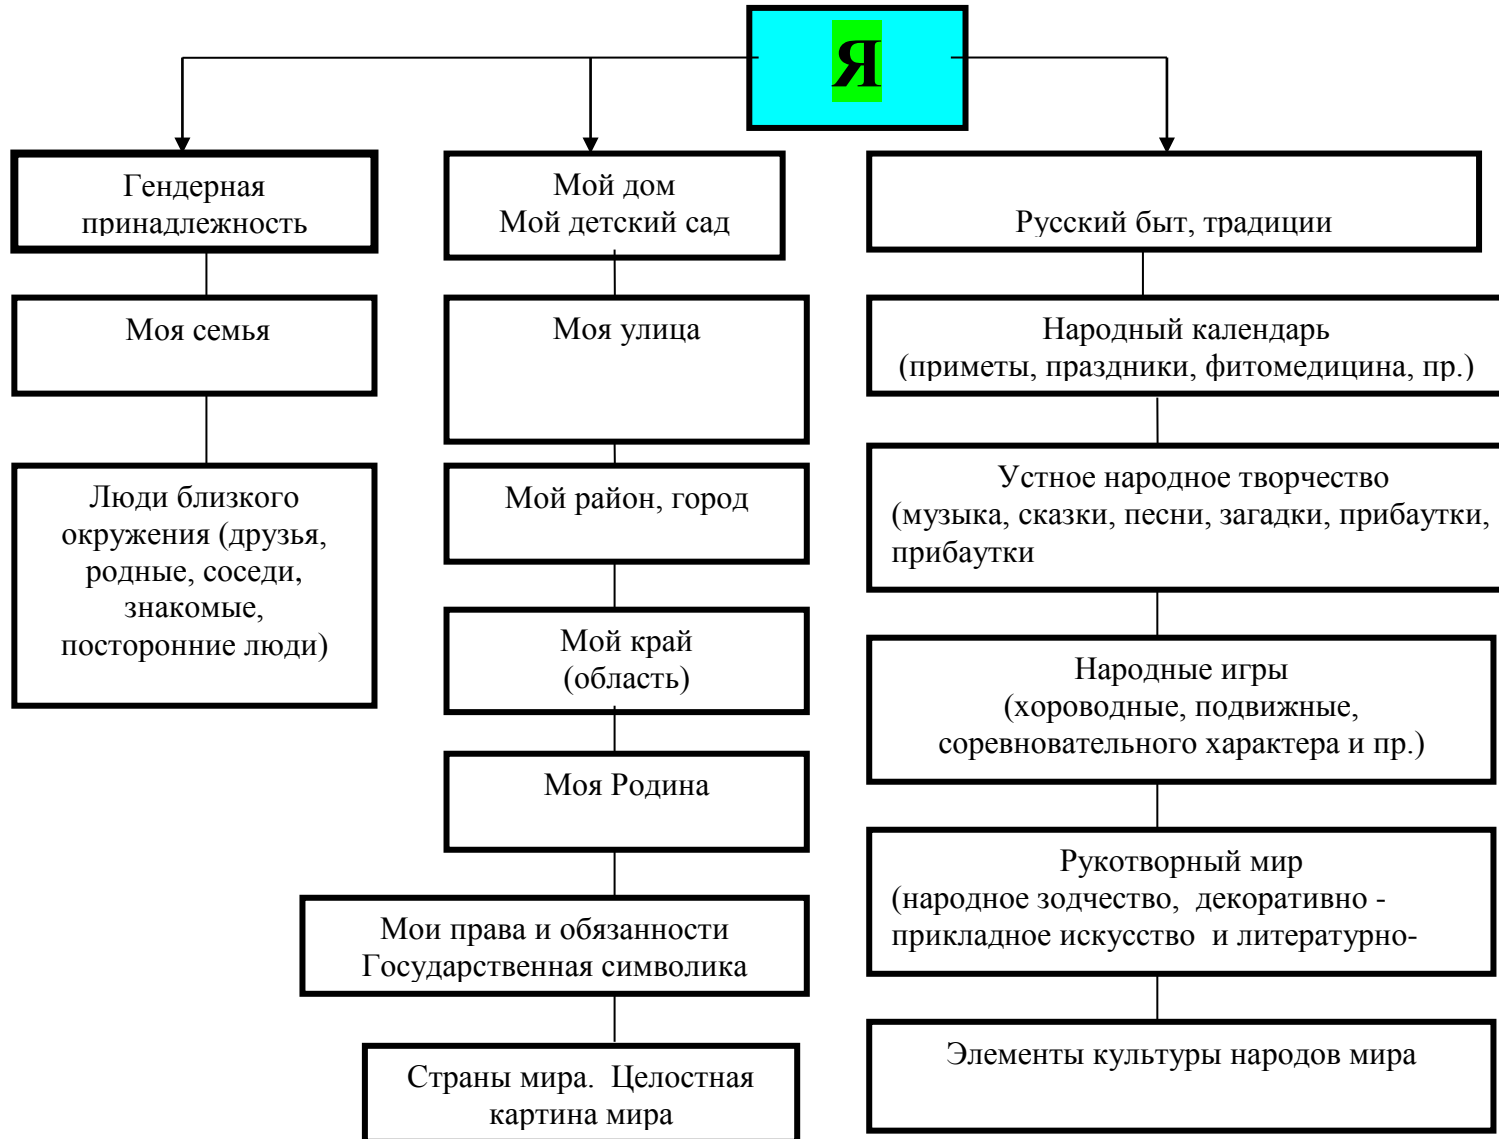 Я
Гендерная
принадлежность
Моя семья
Люди близкого
окружения (друзья,
родные, соседи,
знакомые,
посторонние люди)
Мой дом
Мой детский сад
Моя улица
Мой район, город
Мой край
(область)
Моя Родина
Мои права и обязанности
Государственная символика
Страны мира. Целостная
картина мира
Русский быт, традиции
Народный календарь
(приметы, праздники, фитомедицина, пр.)
Устное народное творчество
(музыка, сказки, песни, загадки, прибаутки,
прибаутки
Народные игры
(хороводные, подвижные,
соревновательного характера и пр.)
Рукотворный мир
(народное зодчество, декоративно -
прикладное искусство и литературно-
Элементы культуры народов мира